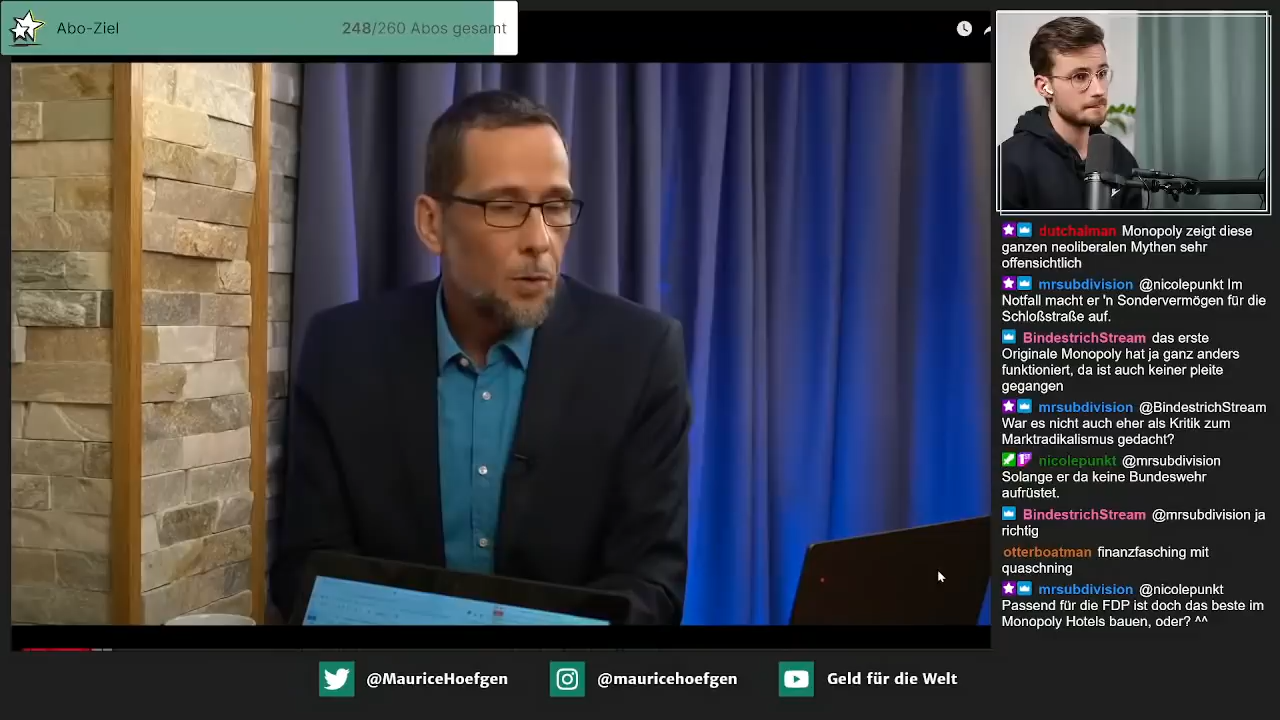 Abo-Ziel
248/260 Abos gesamt
dutchalman Monopoly zeigt diese
ganzen neoliberalen Mythen sehr
offensichtlich
mrsubdivision @nicolepunkt Im
Notfall macht er 'n Sondervermögen für die
Schloßstraße auf.
BindestrichStream das erste
Originale Monopoly hat ja ganz anders
funktioniert, da ist auch keiner pleite
gegangen
mrsubdivision @BindestrichStream
War es nicht auch eher als Kritik zum
Marktradikalismus gedacht?
nicolepunkt @mrsubdivision
Solange er da keine Bundeswehr
aufrüstet.
BindestrichStream @mrsubdivision ja
richtig
otterboatman finanzfasching mit
quaschning
mrsubdivision @nicolepunkt
Passend für die FDP ist doch das beste im
Monopoly Hotels bauen, oder? ^^
@MauriceHoefgen
@mauricehoefgen
Geld für die Welt